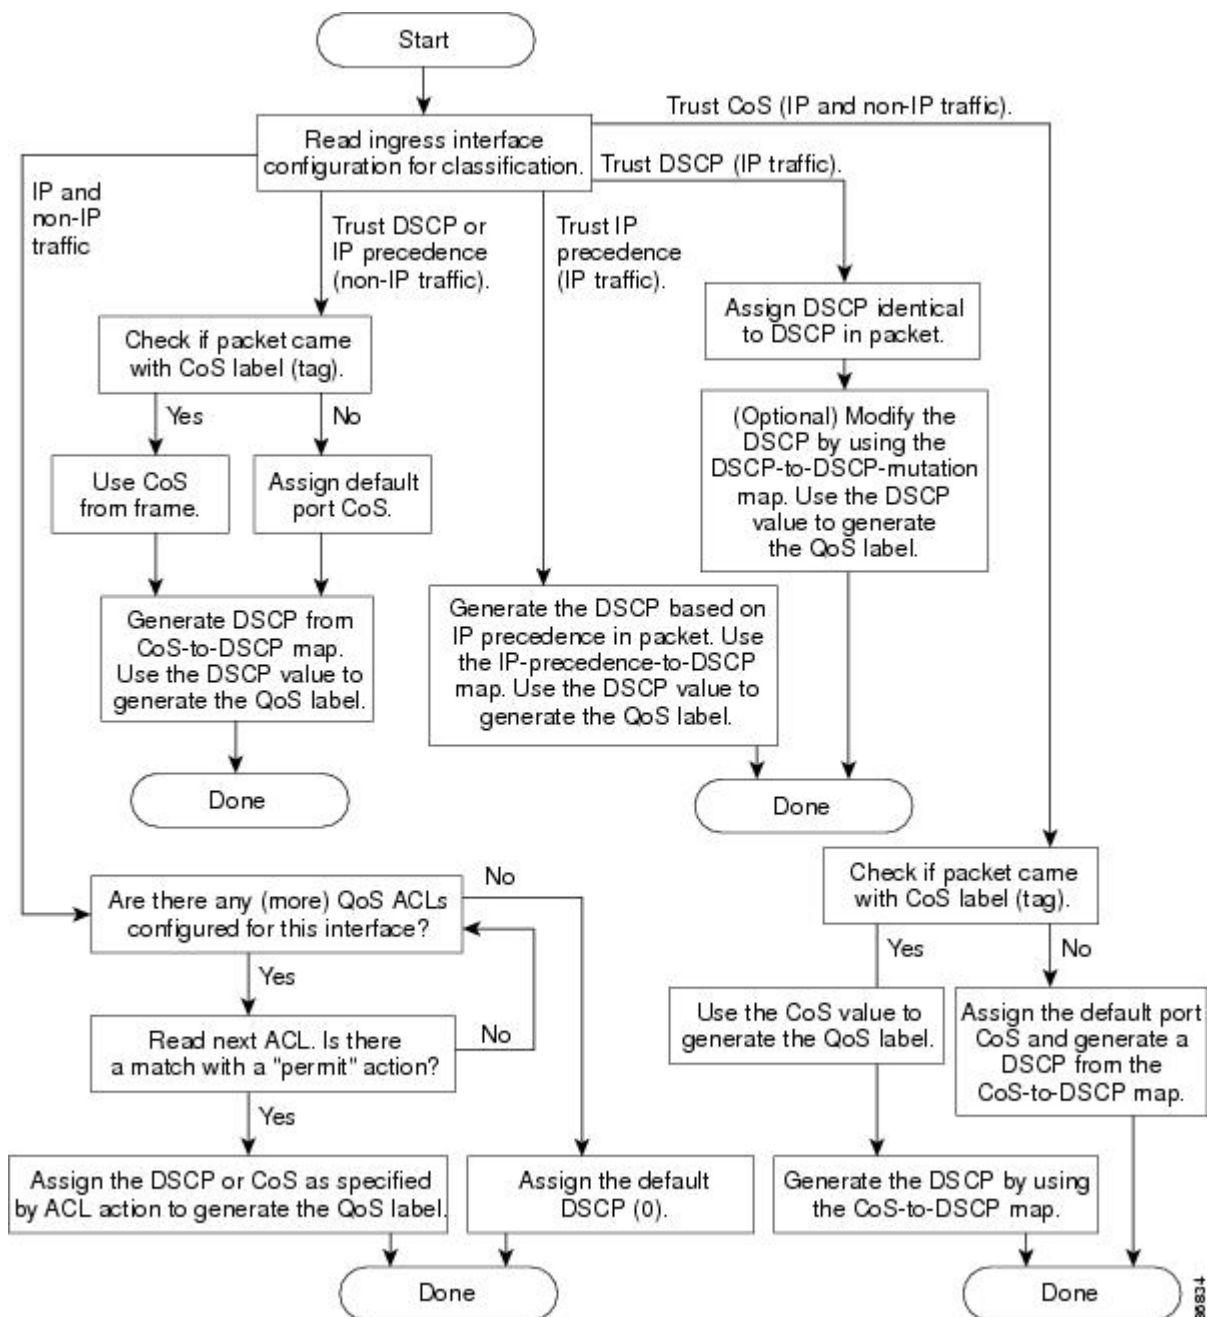 Start
Trust CoS (IP and non-IP traffic).
Read ingress interface
configuration for classification.
Trust DSCP (IP traffic).
IP and
non-IP
traffic
Trust DSCP or
IP precedence
(non-IP traffic).
Trust IP
precedence
(IP traffic).
Assign DSCP identical
to DSCP in packet.
Check if packet came
with CoS label (tag).
Yes
No
(Optional) Modify the
DSCP by using the
DSCP-to-DSCP-mutation
map. Use the DSCP
value to generate
the QoS label.
Use CoS
from frame.
Assign default
port CoS.
Generate DSCP from
CoS-to-DSCP map.
Use the DSCP value to
generate the QoS label.
Generate the DSCP based on
IP precedence in packet. Use
the IP-precedence-to-DSCP
map. Use the DSCP value to
generate the QoS label.
Done
Done
Are there any (more) QoS ACLs
configured for this interface?
No
Yes
Read next ACL. Is there
a match with a "permit" action?
No
Yes
Assign the DSCP or CoS as specified
by ACL action to generate the QoS label.
Assign the default
DSCP (0).
Done
Check if packet came
with CoS label (tag).
Yes
No
Use the CoS value to
generate the QoS label.
Assign the default port
CoS and generate a
DSCP from the
CoS-to-DSCP map.
Generate the DSCP by using
the CoS-to-DSCP map.
Done
86834